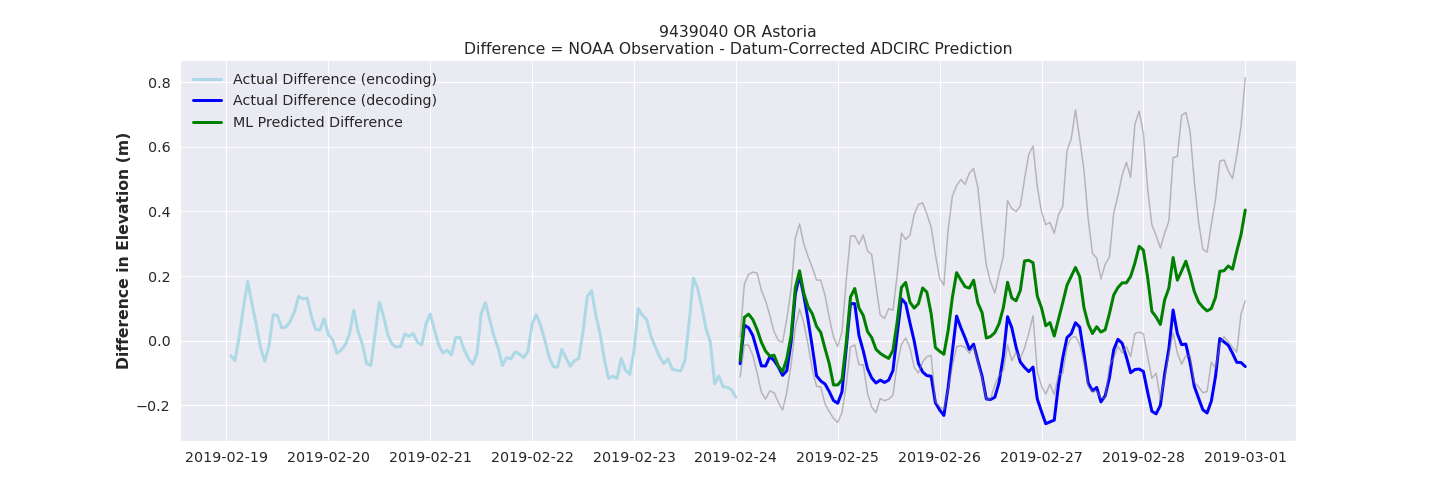 9439040 OR Astoria
Difference = NOAA Observation - Datum-Corrected ADCIRC Prediction
Actual Difference (encoding)
Actual Difference (decoding)
ML Predicted Difference
Difference in Elevation (m)
0.8
0.6
0.4
0.2
0.0
−0.2
2019-02-19
2019-02-20
2019-02-21
2019-02-22
2019-02-23
2019-02-24
2019-02-25
2019-02-26
2019-02-27
2019-02-28
2019-03-01